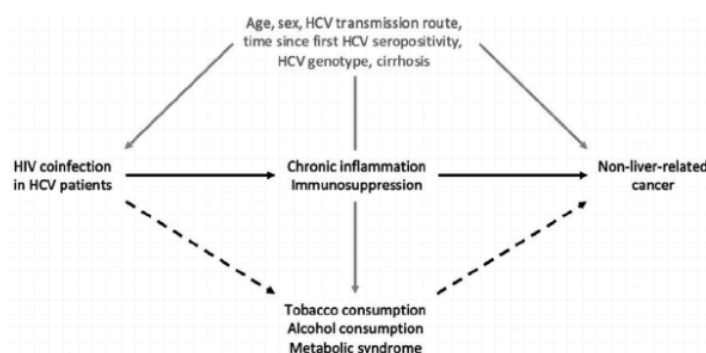 Age, sex, HCV transmission route,
time since first HCV seropositivity,
HCV genotype, cirrhosis
HIV coinfection
in HCV patients
Chronic inflammation
Immunosuppression
Non-liver-related
cancer
Tobacco consumption
Alcohol consumption
Metabolic syndrome